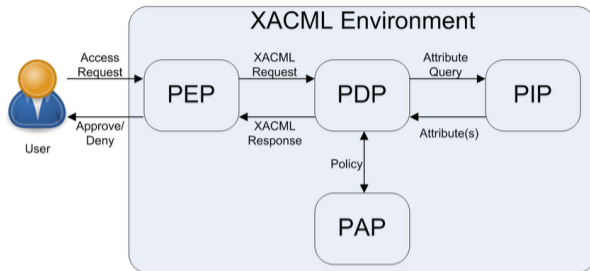 XACML Environment
Access
Request
XACML
Request
Attribute
Query
PEP
PDP
PIP
Approve/
Deny
XACML
Response
Attribute(s)
User
Policy
PAP